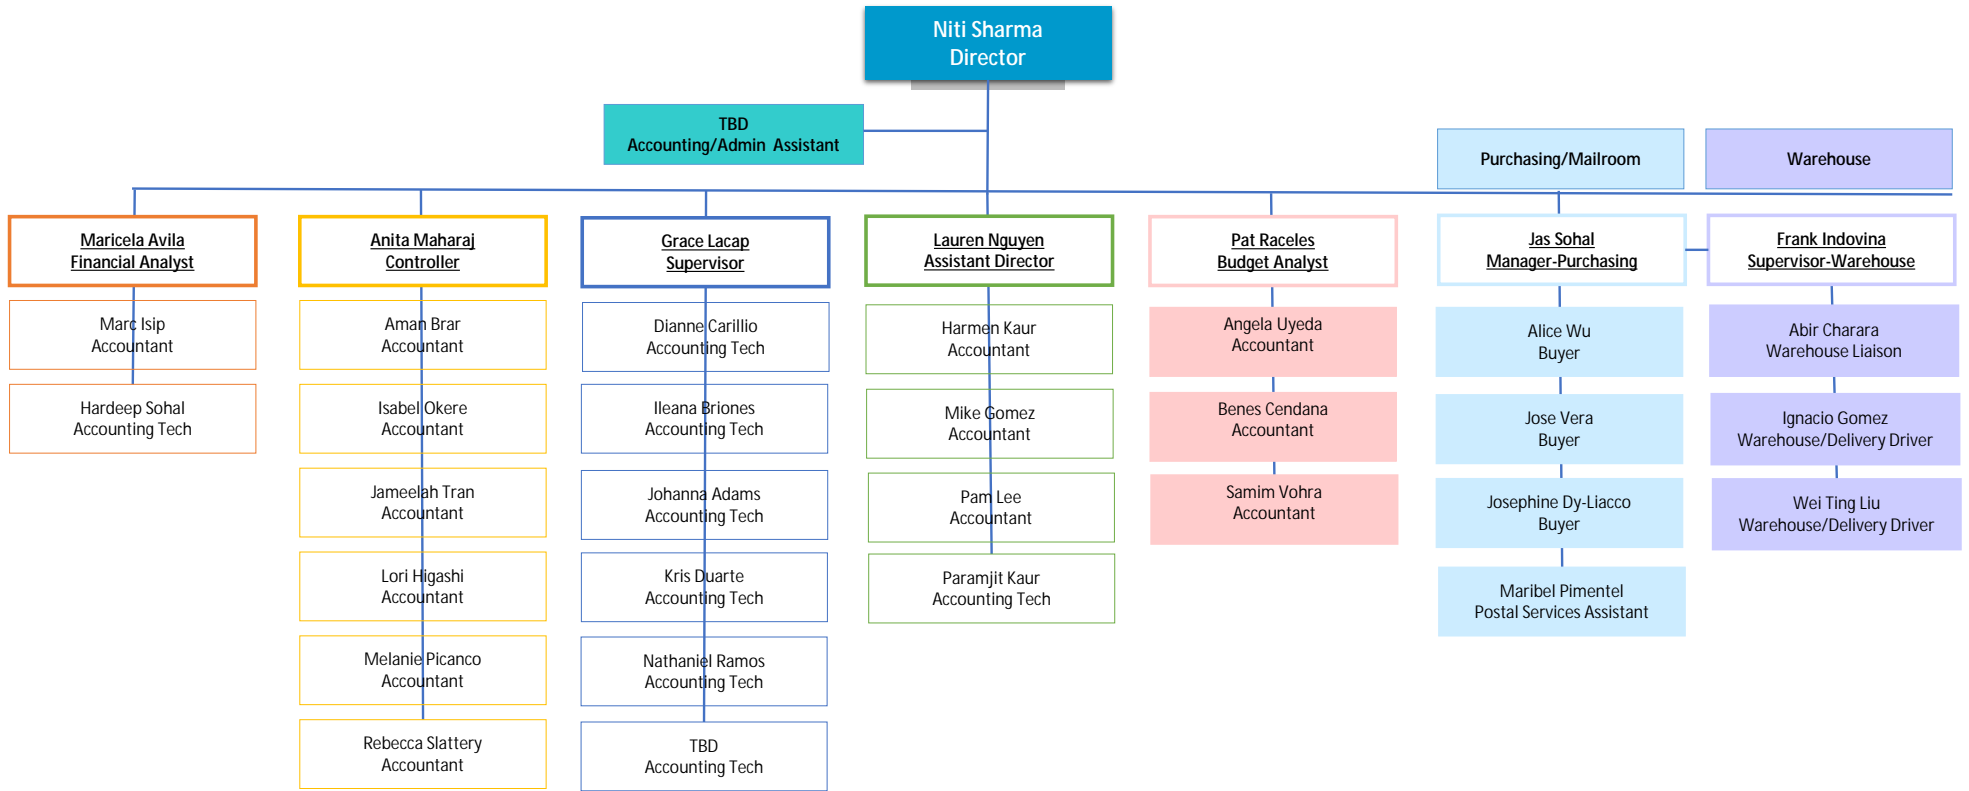 Niti Sharma
Director
TBD
Accounting/Admin Assistant
Purchasing/Mailroom
Warehouse
Maricela Avila
Financial Analyst
Marc Isip
Accountant
Hardeep Sohal
Accounting Tech
Anita Maharaj
Controller
Aman Brar
Accountant
Isabel Okere
Accountant
Jameelah Tran
Accountant
Lori Higashi
Accountant
Melanie Picanco
Accountant
Rebecca Slattery
Accountant
Grace Lacap
Supervisor
Dianne Carillio
Accounting Tech
Ileana Briones
Accounting Tech
Johanna Adams
Accounting Tech
Kris Duarte
Accounting Tech
Nathaniel Ramos
Accounting Tech
TBD
Accounting Tech
Lauren Nguyen
Assistant Director
Harmen Kaur
Accountant
Mike Gomez
Accountant
Pam Lee
Accountant
Paramjit Kaur
Accounting Tech
Pat Raceles
Budget Analyst
Angela Uyeda
Accountant
Benes Cendana
Accountant
Samim Vohra
Accountant
Jas Sohal
Manager-Purchasing
Alice Wu
Buyer
Jose Vera
Buyer
Josephine Dy-Liacco
Buyer
Maribel Pimentel
Postal Services Assistant
Frank Indovina
Supervisor-Warehouse
Abir Charara
Warehouse Liaison
Ignacio Gomez
Warehouse/Delivery Driver
Wei Ting Liu
Warehouse/Delivery Driver